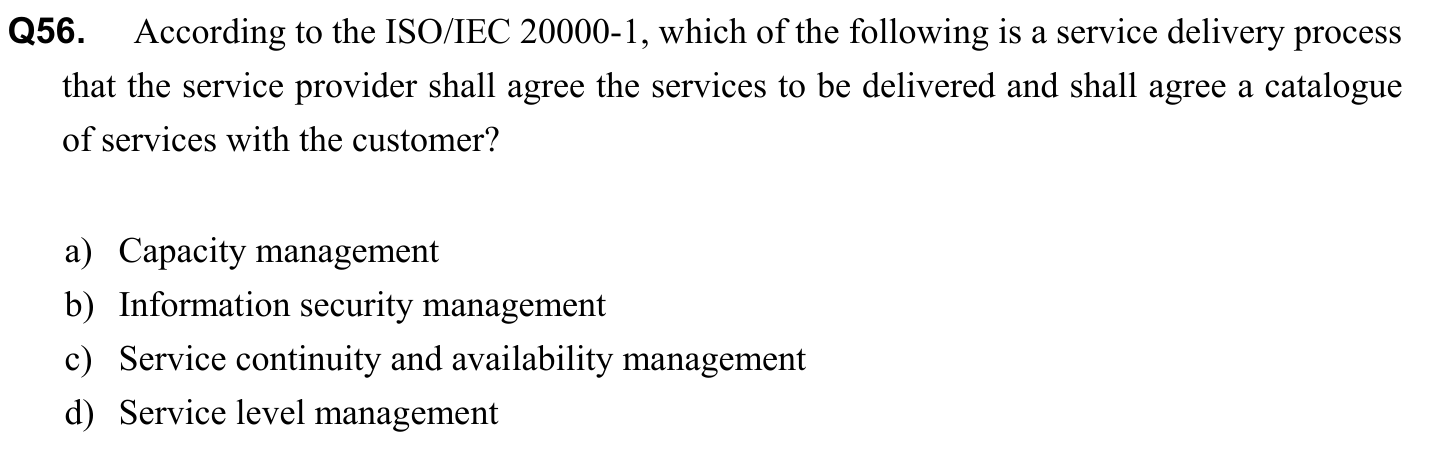 Q56. According to the ISO/IEC 20000-1, which of the following is a service delivery process
that the service provider shall agree the services to be delivered and shall agree a catalogue
of services with the customer?
a) Capacity management
b) Information security management
c) Service continuity and availability management
d) Service level management